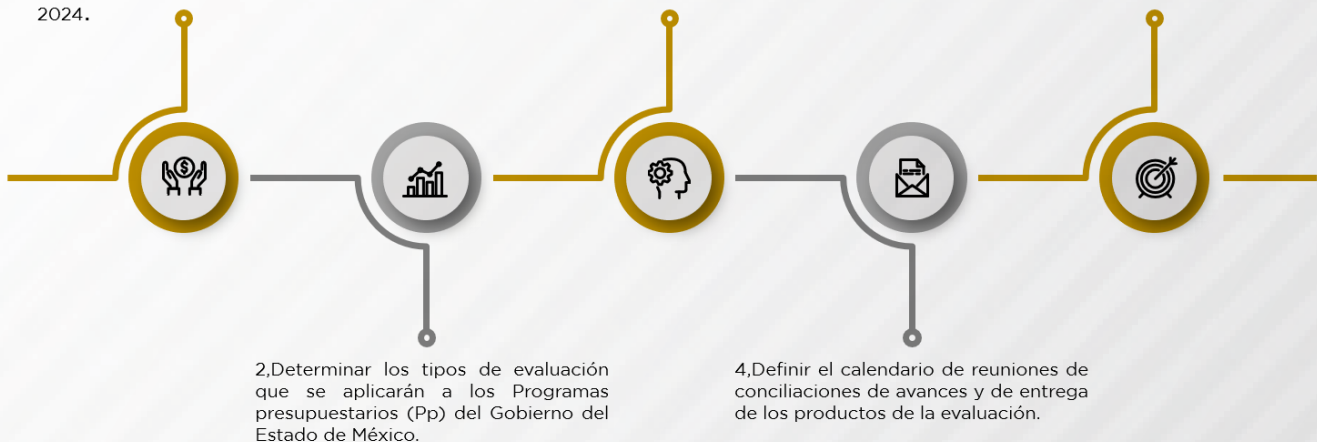 2024.
2,Determinar los tipos de evaluación
que se aplicarán a los Programas
presupuestarios (Pp) del Gobierno del
Estado de México.
4,Definir el calendario de reuniones de
conciliaciones de avances y de entrega
de los productos de la evaluación.